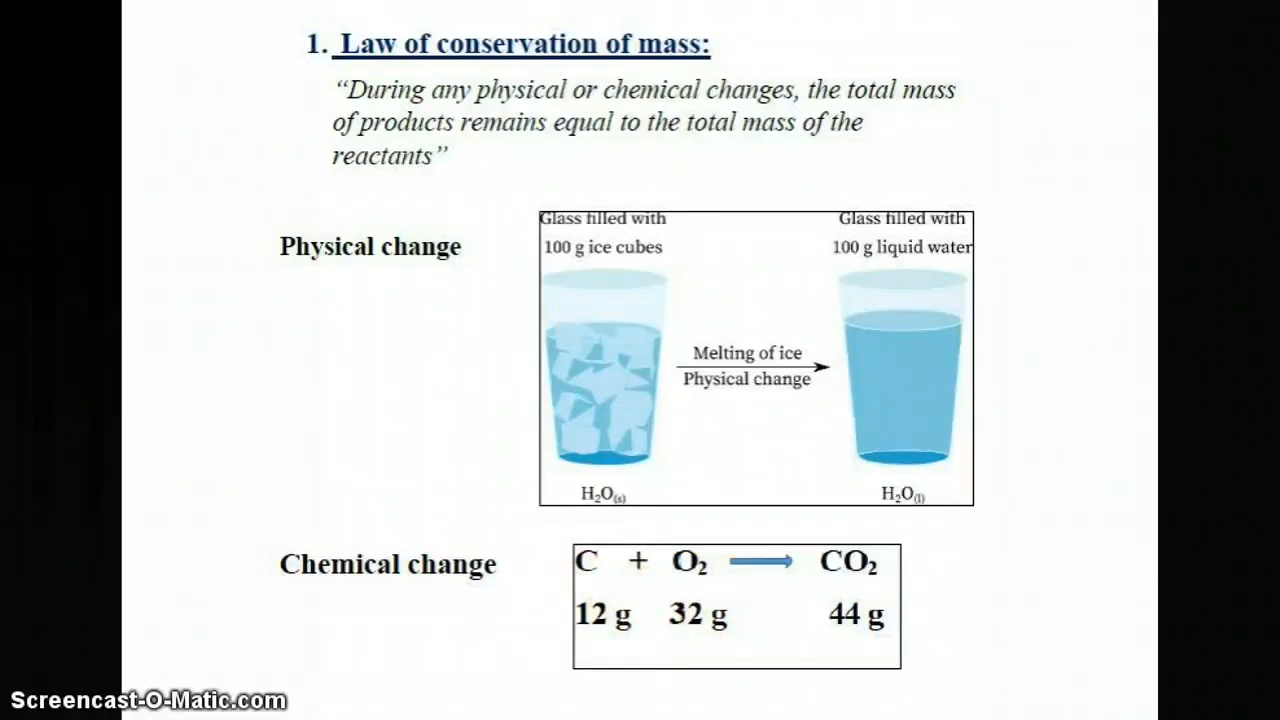 1. Law of conservation of mass:
“During any physical or chemical changes, the total mass
of products remains equal to the total mass of the
reactants”
Physical change
Glass filled with
100 g ice cubes
Glass filled with
100 g liquid water
Melting of ice
Physical change
H₂O₍s₎
H₂O₍l₎
Chemical change
C + O₂ → CO₂
12 g 32 g 44 g
Screencast-O-Matic.com